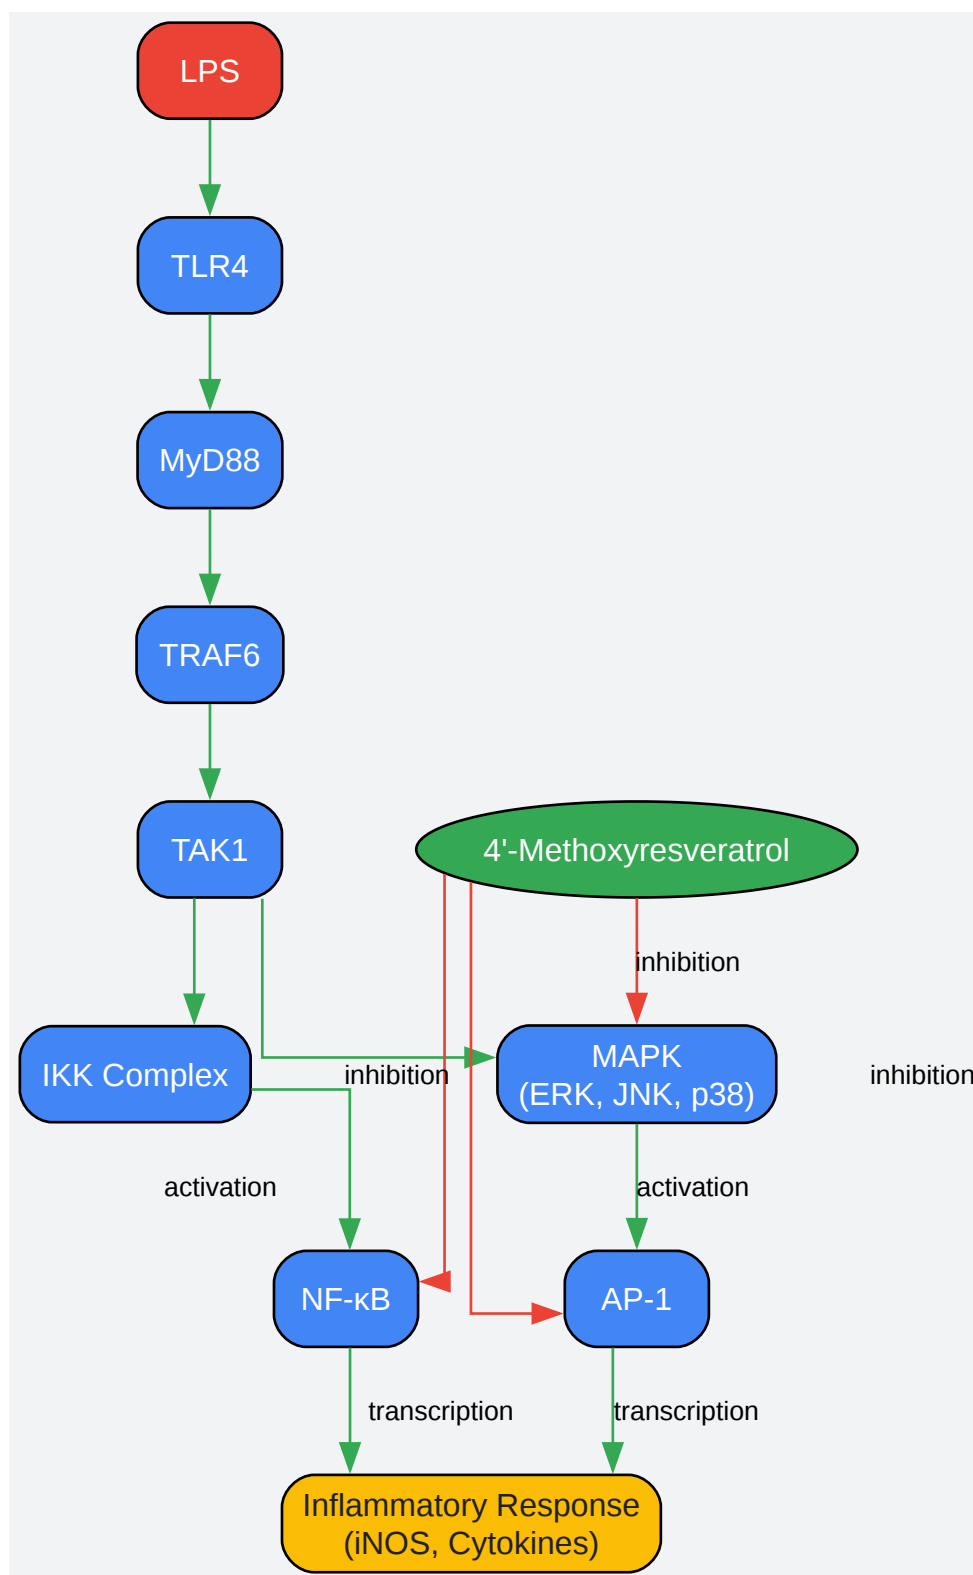 LPS
TLR4
MyD88
TRAF6
TAK1
4'-Methoxyresveratrol
inhibition
IKK Complex
inhibition
MAPK
(ERK, JNK, p38)
inhibition
activation
activation
NF-κB
AP-1
transcription
transcription
Inflammatory Response
(iNOS, Cytokines)